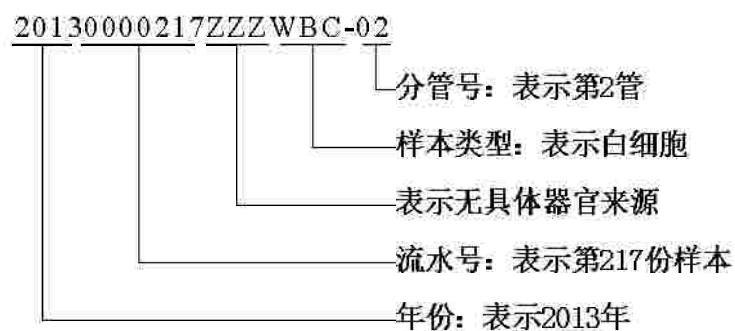 20130000217ZZZWBC-02
分管号：表示第2管
样本类型：表示白细胞
表示无具体器官来源
流水号：表示第217份样本
年份：表示2013年